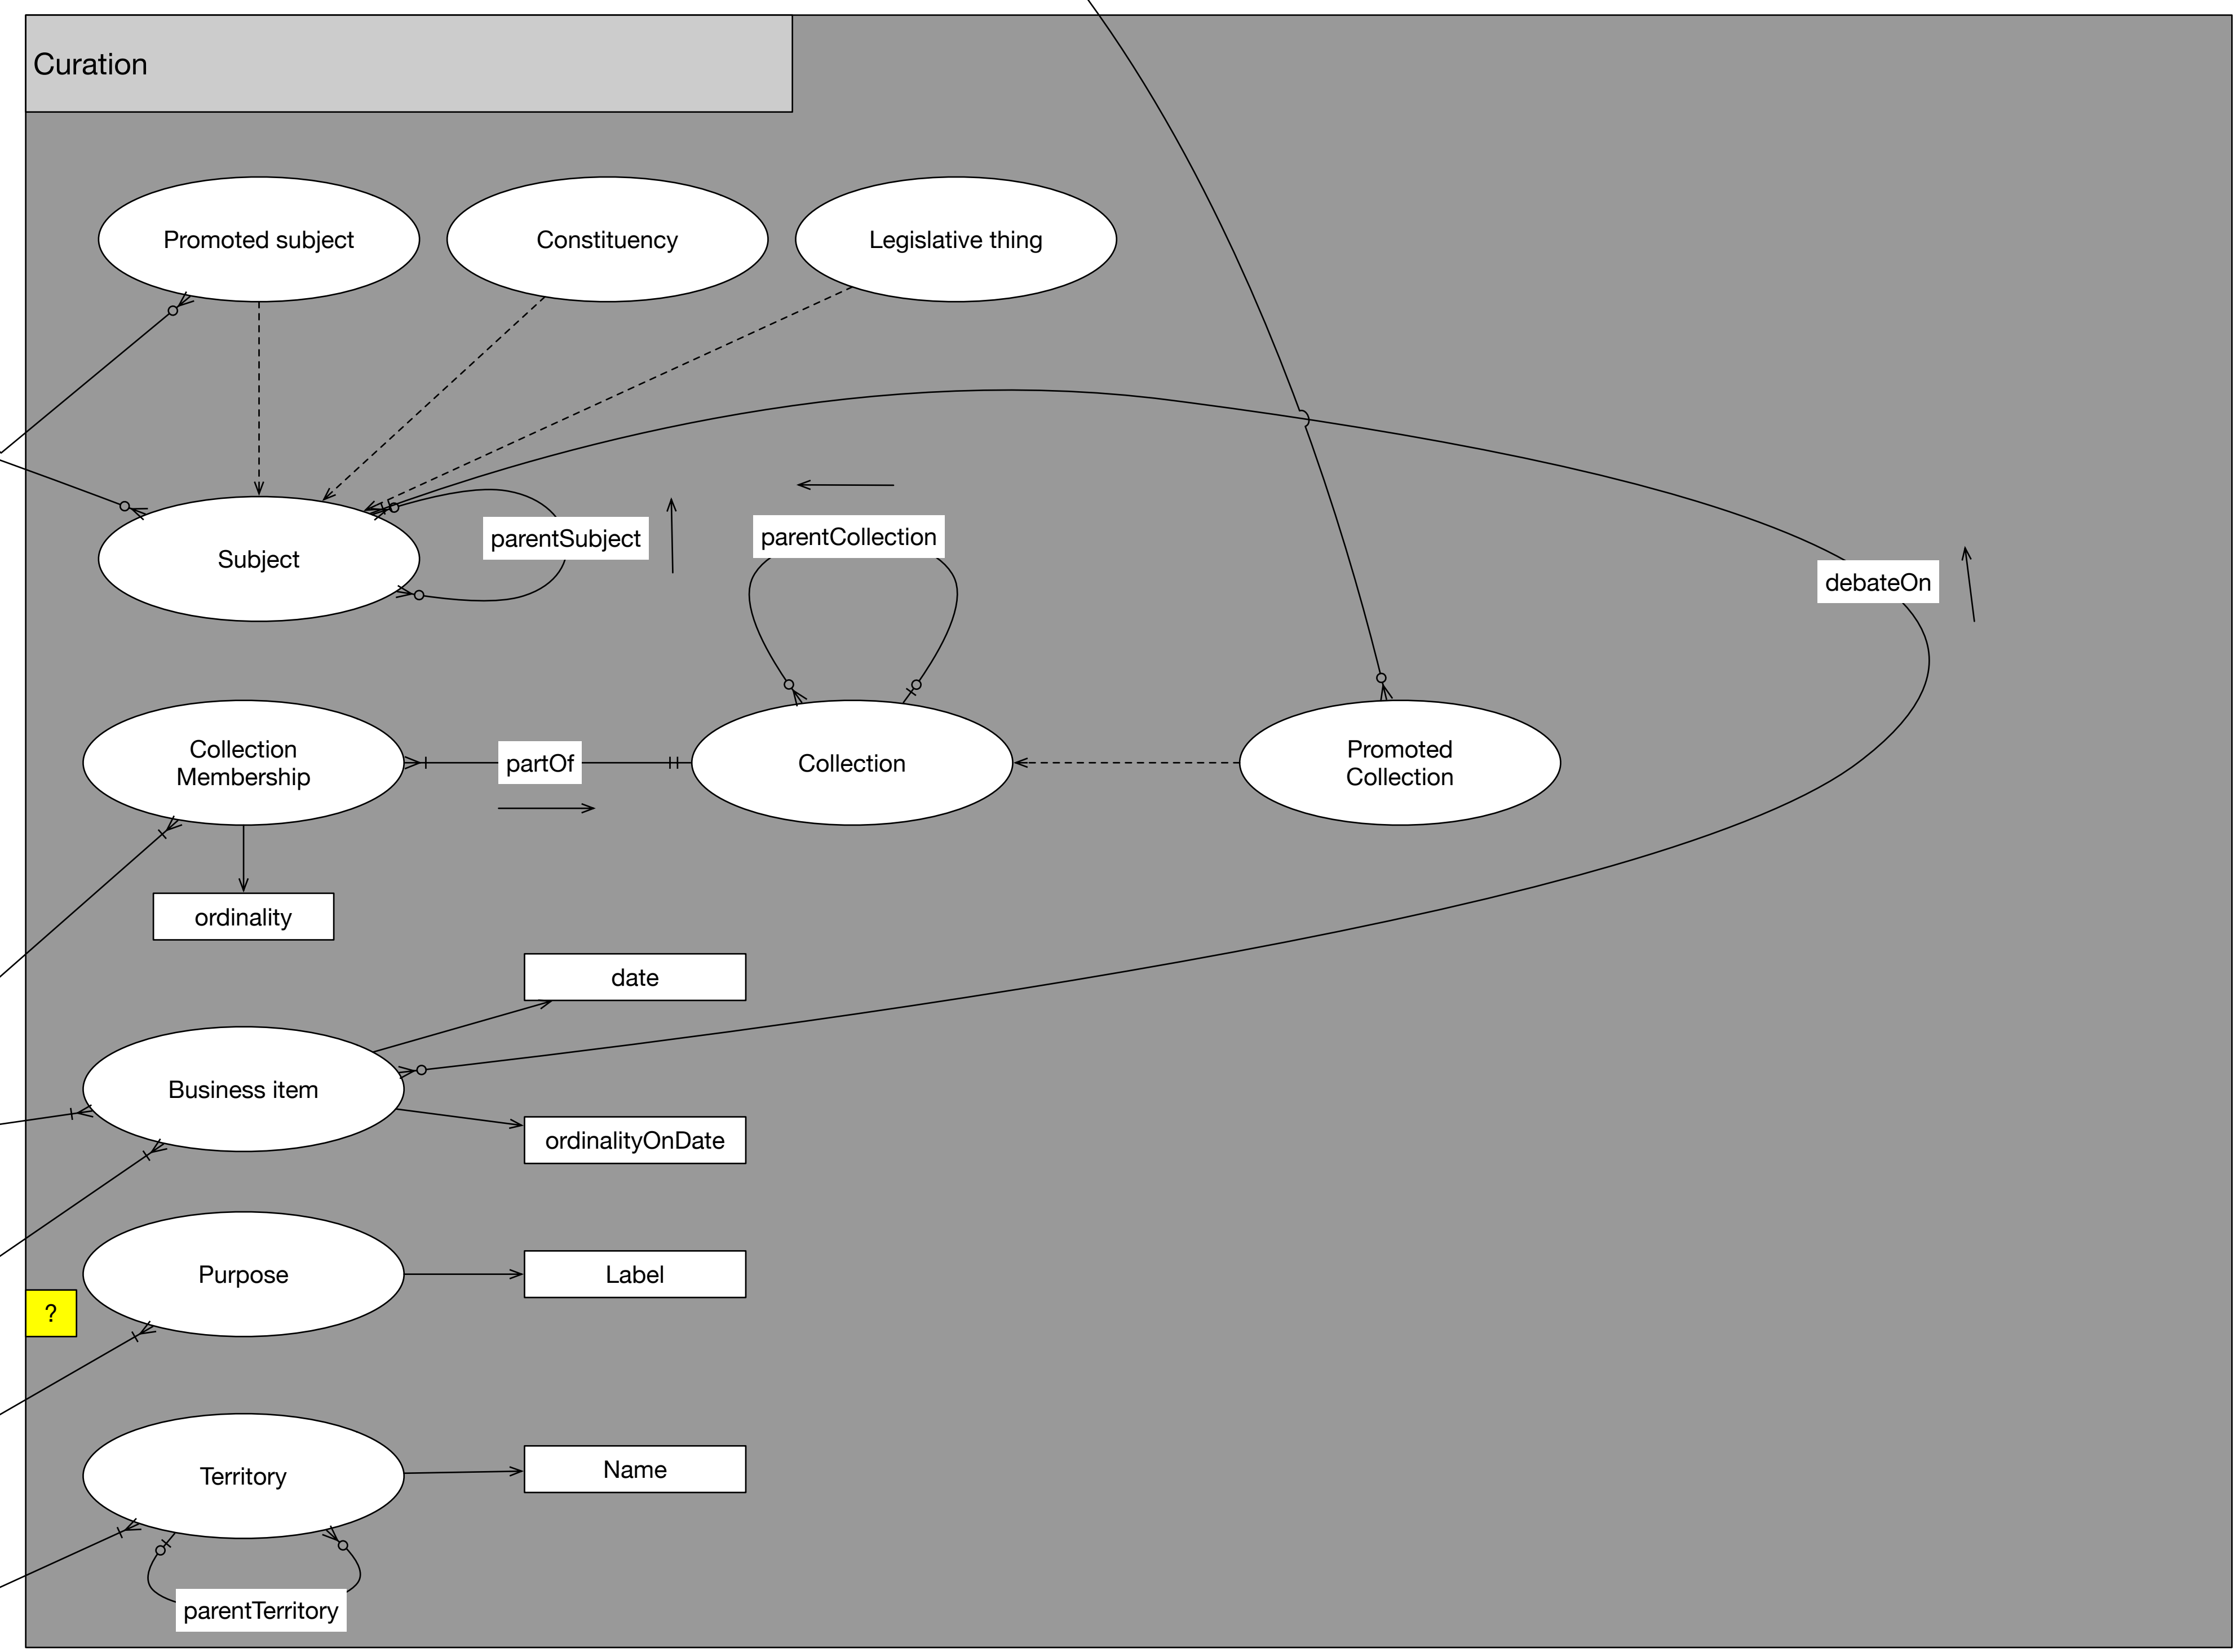 Curation
Promoted subject
Constituency
Legislative thing
parentSubject
parentCollection
Subject
debateOn
Collection
Membership
partOf
Collection
Promoted
Collection
ordinality
date
Business item
ordinalityOnDate
Purpose
Label
?
Territory
Name
parentTerritory